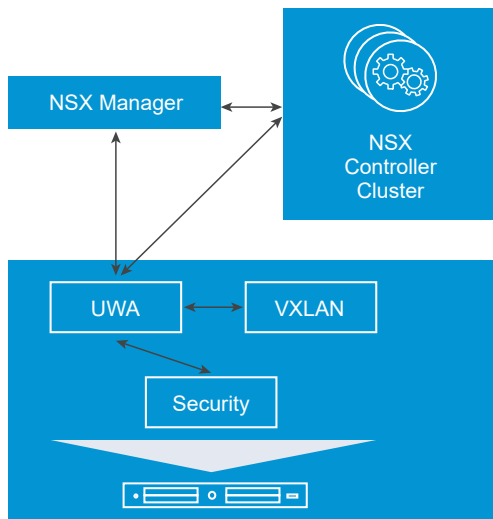 NSX Manager
NSX
Controller
Cluster
UWA
VXLAN
Security